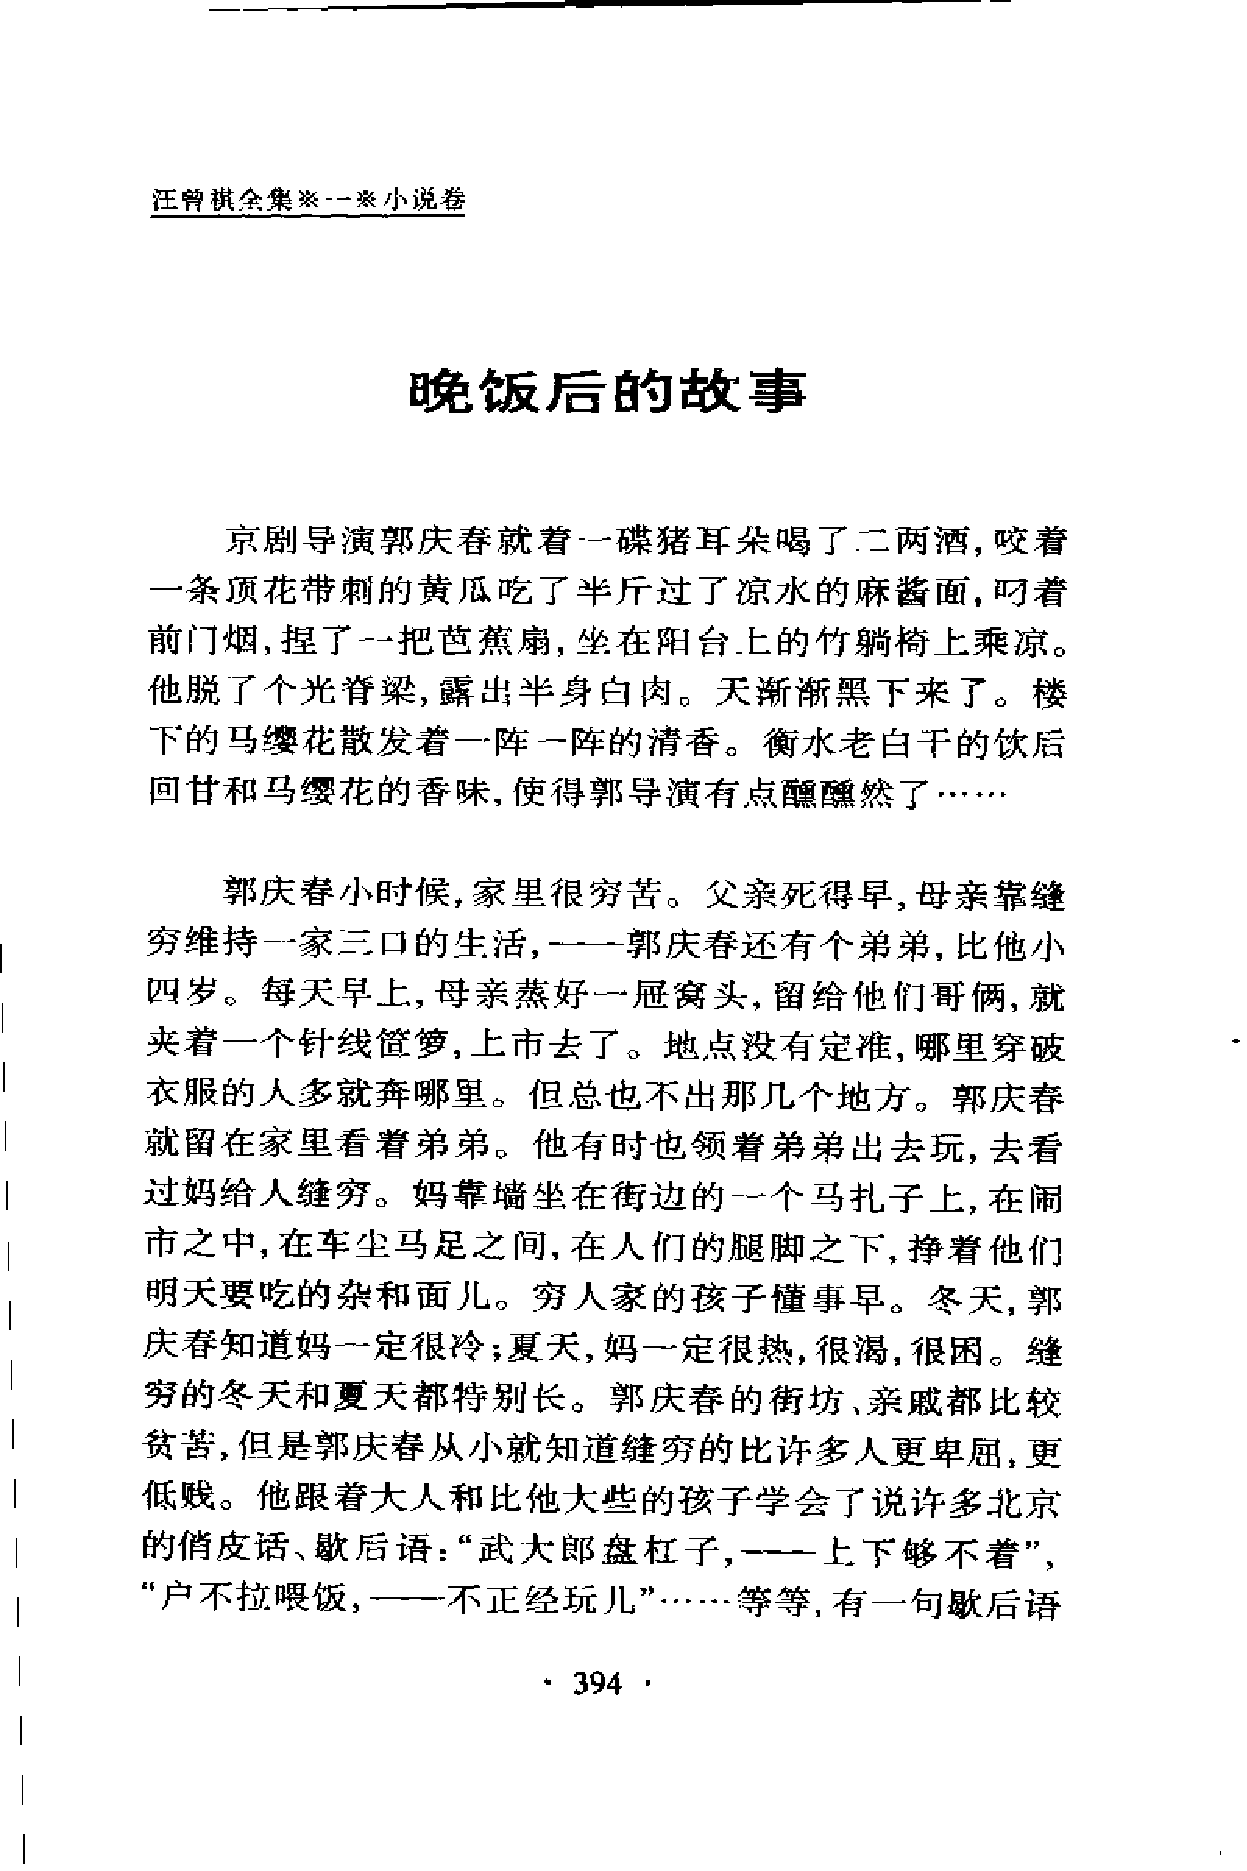 汪曾祺全集※一※小说卷
晚饭后的故事
京剧导演郭庆春就着一碟猪耳朵喝了二两酒,咬着
一条顶花带刺的黄瓜吃了半斤过了凉水的麻酱面,叼着
前门烟,捏了一把芭蕉扇,坐在阳台上的竹躺椅上乘凉。
他脱了个光脊梁,露出半身白肉。天渐渐黑下来了。楼
下的马缨花散发着一阵一阵的清香。衡水老白干的饮后
回甘和马缨花的香味,使得郭导演有点醺醺然了……
郭庆春小时候,家里很穷苦。父亲死得早,母亲靠缝
穷维持一家三口的生活,——郭庆春还有个弟弟,比他小
四岁。每天早上,母亲蒸好一屉窝头,留给他们哥俩,就
夹着一个针线笸箩,上市去了。地点没有定准,哪里穿破
衣服的人多就奔哪里。但总也不出那几个地方。郭庆春
就留在家里看着弟弟。他有时也领着弟弟出去玩,去看
过妈给人缝穷。妈靠墙坐在街边的一个马扎子上,在闹
市之中,在车尘马足之间,在人们的腿脚之下,挣着他们
明天要吃的杂和面儿。穷人家的孩子懂事早。冬天,郭
庆春知道妈一定很冷;夏天,妈一定很热,很渴,很困。缝
穷的冬天和夏天都特别长。郭庆春的街坊、亲戚都比较
贫苦,但是郭庆春从小就知道缝穷的比许多人更卑屈,更
低贱。他跟着大人和比他大些的孩子学会了说许多北京
的俏皮话、歇后语:“武大郎盘杠子,——上下够不着”,
“户不拉喂饭,——不正经玩儿”……等等,有一句歇后语
· 394 ·